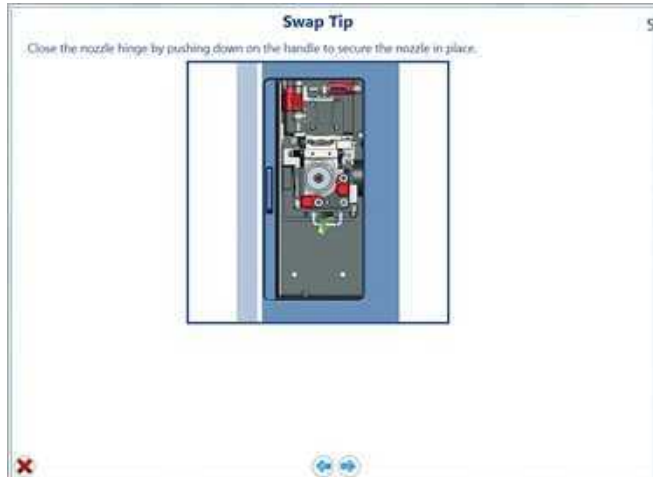 Swap Tip
S
Close the nozzle hinge by pushing down on the handle to secure the nozzle in place.